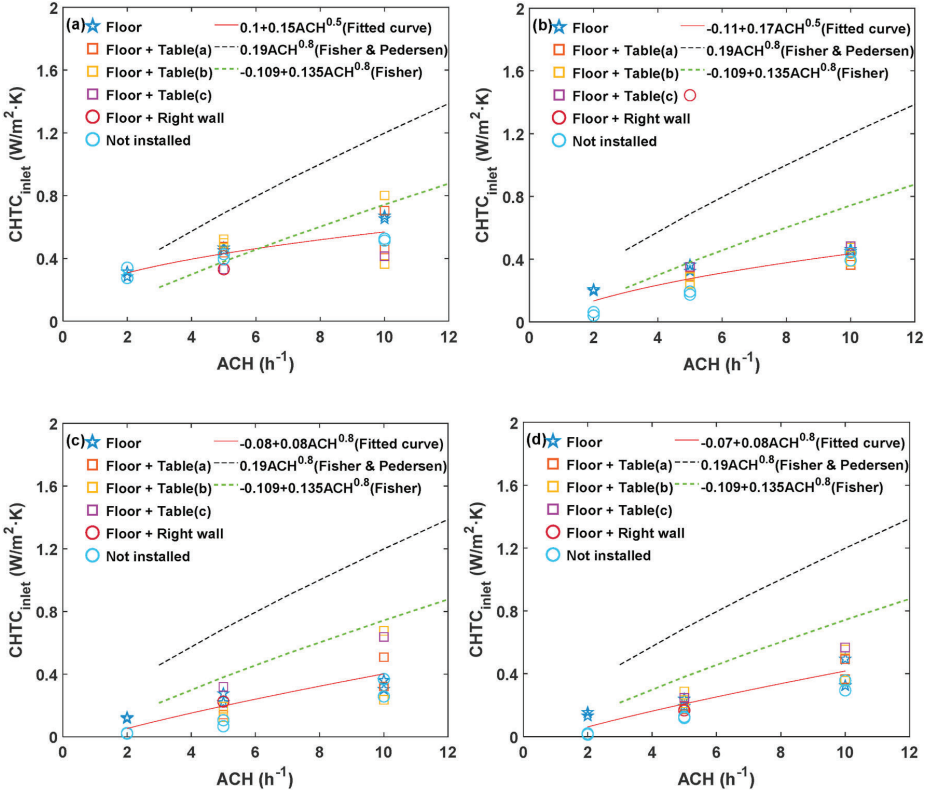 (a)
Floor
Floor + Table(a)
Floor + Table(b)
Floor + Table(c)
Floor + Right wall
Not installed
0.1+0.15ACH^0.5(Fitted curve)
0.19ACH^0.8(Fisher & Pedersen)
-0.109+0.135ACH^0.8(Fisher)
CHTC_inlet (W/m^2·K)
2
1.6
1.2
0.8
0.4
0
0 2 4 6 8 10 12
ACH (h^-1)
(b)
Floor
Floor + Table(a)
Floor + Table(b)
Floor + Table(c)
Floor + Right wall
Not installed
-0.11+0.17ACH^0.5(Fitted curve)
0.19ACH^0.8(Fisher & Pedersen)
-0.109+0.135ACH^0.8(Fisher)
CHTC_inlet (W/m^2·K)
2
1.6
1.2
0.8
0.4
0
0 2 4 6 8 10 12
ACH (h^-1)
(c)
Floor
Floor + Table(a)
Floor + Table(b)
Floor + Table(c)
Floor + Right wall
Not installed
-0.08+0.08ACH^0.8(Fitted curve)
0.19ACH^0.8(Fisher & Pedersen)
-0.109+0.135ACH^0.8(Fisher)
CHTC_inlet (W/m^2·K)
2
1.6
1.2
0.8
0.4
0
0 2 4 6 8 10 12
ACH (h^-1)
(d)
Floor
Floor + Table(a)
Floor + Table(b)
Floor + Table(c)
Floor + Right wall
Not installed
-0.07+0.08ACH^0.8(Fitted curve)
0.19ACH^0.8(Fisher & Pedersen)
-0.109+0.135ACH^0.8(Fisher)
CHTC_inlet (W/m^2·K)
2
1.6
1.2
0.8
0.4
0
0 2 4 6 8 10 12
ACH (h^-1)